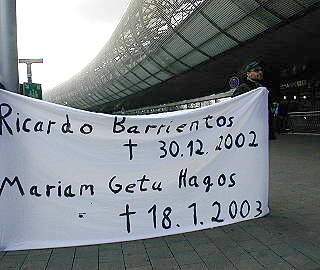 Ricardo Barrientos
† 30.12.2002
Mariam Getu Hagos
† 18.1.2003